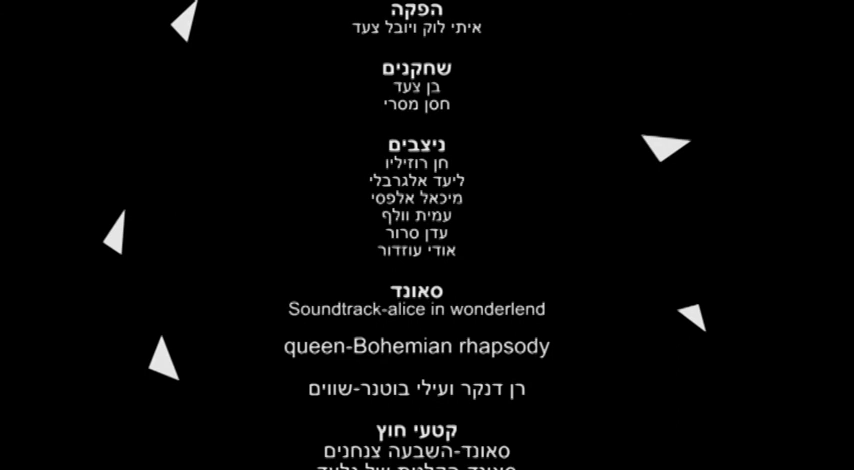 הפקה
איתי לוק ויובל צעד
שחקנים
בן צעד
חסן מסרי
ניצבים
חן רוזיליו
ליעד אלגרבלי
מיכאל אלפסי
עמית וולף
עדן סרור
אודי עוזדור
סאונד
Soundtrack-alice in wonderlend
queen-Bohemian rhapsody
רן דנקר ועילי בוטנר-שווים
קטעי חוץ
סאונד-השבעה צנחנים